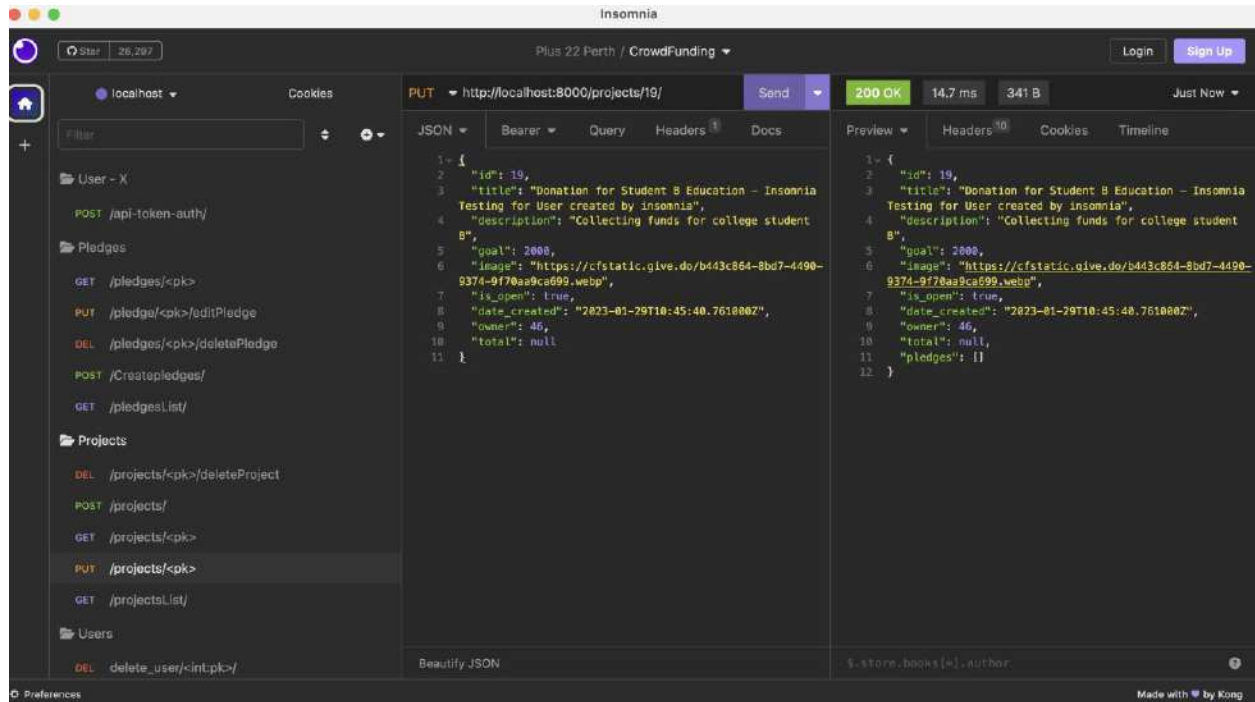 Insomnia
Star 26,297
Plus 22 Perth / CrowdFunding
Login
Sign Up
localhost
Cookies
Filter
User - X
POST /api-token-auth/
Pledges
GET /pledges/<pk>
PUT /pledge/<pk>/editPledge
DEL /pledges/<pk>/deletePledge
POST /Createpledges/
GET /pledgesList/
Projects
DEL /projects/<pk>/deleteProject
POST /projects/
GET /projects/<pk>
PUT /projects/<pk>
GET /projectsList/
Users
DEL delete_user/<int:pk>/
Preferences
PUT http://localhost:8000/projects/19/
Send
JSON Bearer Query Headers 1 Docs
1 {
2 "id": 19,
3 "title": "Donation for Student B Education – Insomnia
Testing for User created by insomnia",
4 "description": "Collecting funds for college student
B",
5 "goal": 2000,
6 "image": "https://cfstatic.give.do/b443c864-8bd7-4490-
9374-9f70aa9ca699.webp",
7 "is_open": true,
8 "date_created": "2023-01-29T10:45:40.761000Z",
9 "owner": 46,
10 "total": null
11 }
Beautify JSON
200 OK 14.7 ms 341 B Just Now
Preview Headers 10 Cookies Timeline
1 {
2 "id": 19,
3 "title": "Donation for Student B Education – Insomnia
Testing for User created by insomnia",
4 "description": "Collecting funds for college student
B",
5 "goal": 2000,
6 "image": "https://cfstatic.give.do/b443c864-8bd7-4490-
9374-9f70aa9ca699.webp",
7 "is_open": true,
8 "date_created": "2023-01-29T10:45:40.761000Z",
9 "owner": 46,
10 "total": null,
11 "pledges": []
12 }
$.store.books[*].author
Made with by Kong